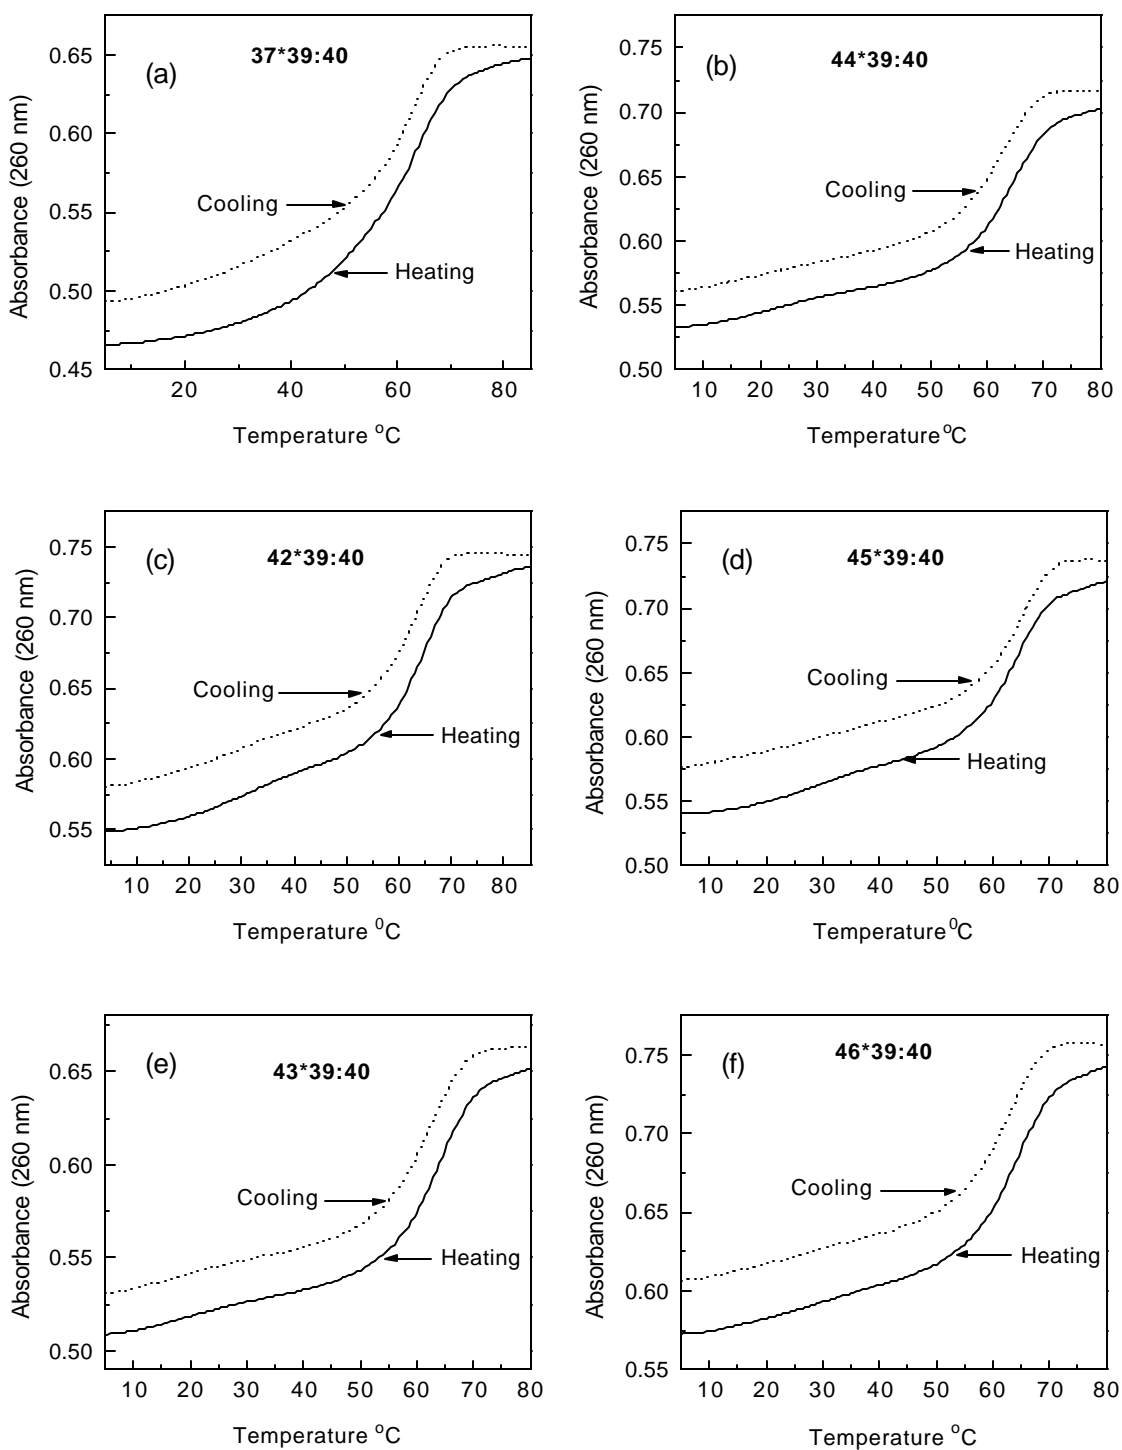 (a)
37*39:40
Absorbance (260 nm)
0.65
0.60
0.55
0.50
0.45
Cooling
Heating
20 40 60 80
Temperature °C
(b)
44*39:40
Absorbance (260 nm)
0.75
0.70
0.65
0.60
0.55
0.50
Cooling
Heating
10 20 30 40 50 60 70 80
Temperature °C
(c)
42*39:40
Absorbance (260 nm)
0.75
0.70
0.65
0.60
0.55
Cooling
Heating
10 20 30 40 50 60 70 80
Temperature ⁰C
(d)
45*39:40
Absorbance (260 nm)
0.75
0.70
0.65
0.60
0.55
0.50
Cooling
Heating
10 20 30 40 50 60 70 80
Temperature ⁰C
(e)
43*39:40
Absorbance (260 nm)
0.65
0.60
0.55
0.50
Cooling
Heating
10 20 30 40 50 60 70 80
Temperature °C
(f)
46*39:40
Absorbance (260 nm)
0.75
0.70
0.65
0.60
0.55
Cooling
Heating
10 20 30 40 50 60 70 80
Temperature °C